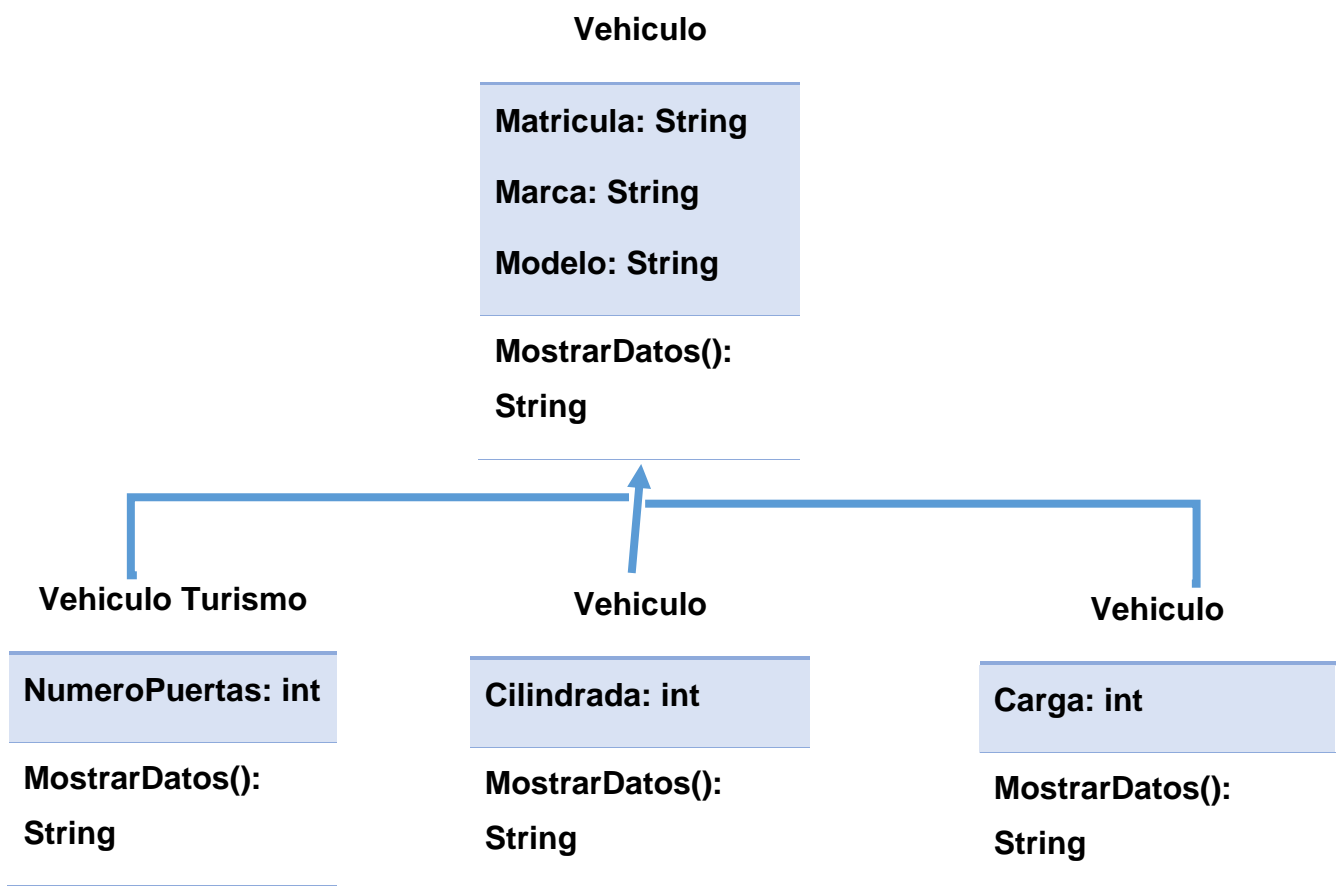 Vehiculo
Matricula: String
Marca: String
Modelo: String
MostrarDatos():
String
Vehiculo Turismo
NumeroPuertas: int
MostrarDatos():
String
Vehiculo
Cilindrada: int
MostrarDatos():
String
Vehiculo
Carga: int
MostrarDatos():
String